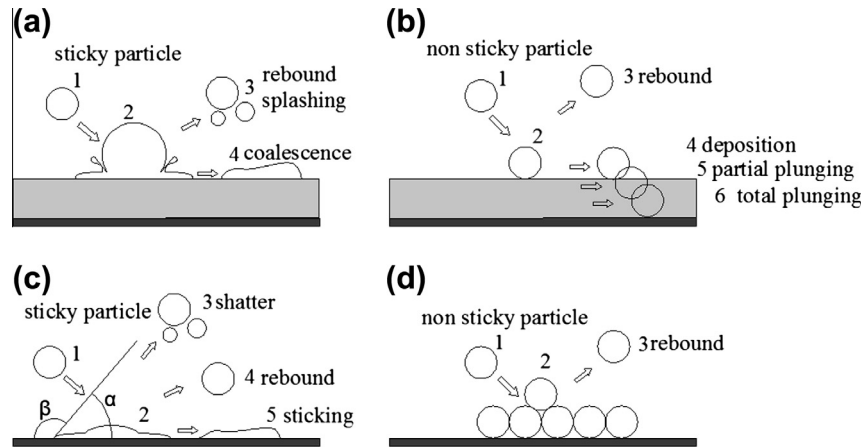 (a)
sticky particle
1
2
3 rebound
splashing
4 coalescence
(b)
non sticky particle
1
2
3 rebound
4 deposition
5 partial plunging
6 total plunging
(c)
sticky particle
1
2
3 shatter
4 rebound
5 sticking
β
α
(d)
non sticky particle
1
2
3 rebound